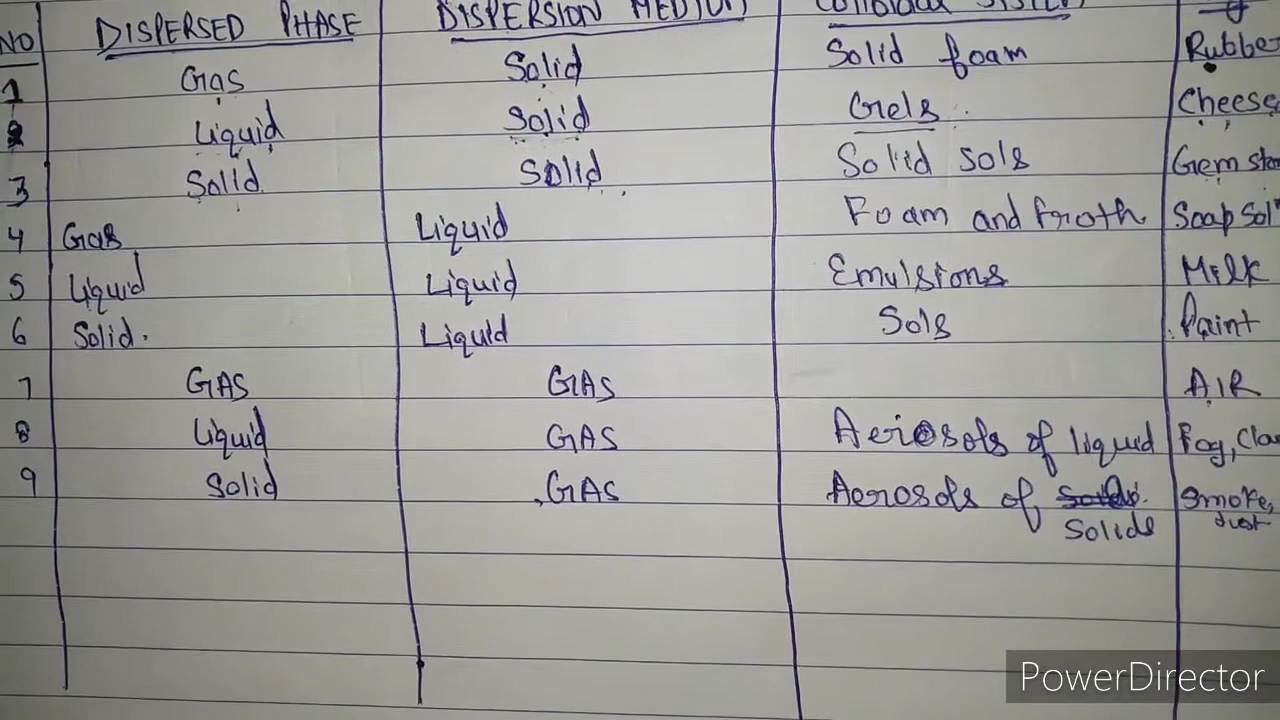 NO DISPERSED PHASE DISPERSION MEDIUM
1 Gas Solid Solid foam Rubber
2 Liquid Solid Gels. Cheese
3 Solid Solid Solid sols Gem
4 Gas Liquid Foam and froth Soap Sol
5 Liquid Liquid Emulsions Milk
6 Solid. Liquid Sols Paint
7 GAS GAS AIR
8 Liquid GAS Aerosols of liquid Fog,
9 Solid GAS Aerosols of Solids Smoke,
dust
PowerDirector